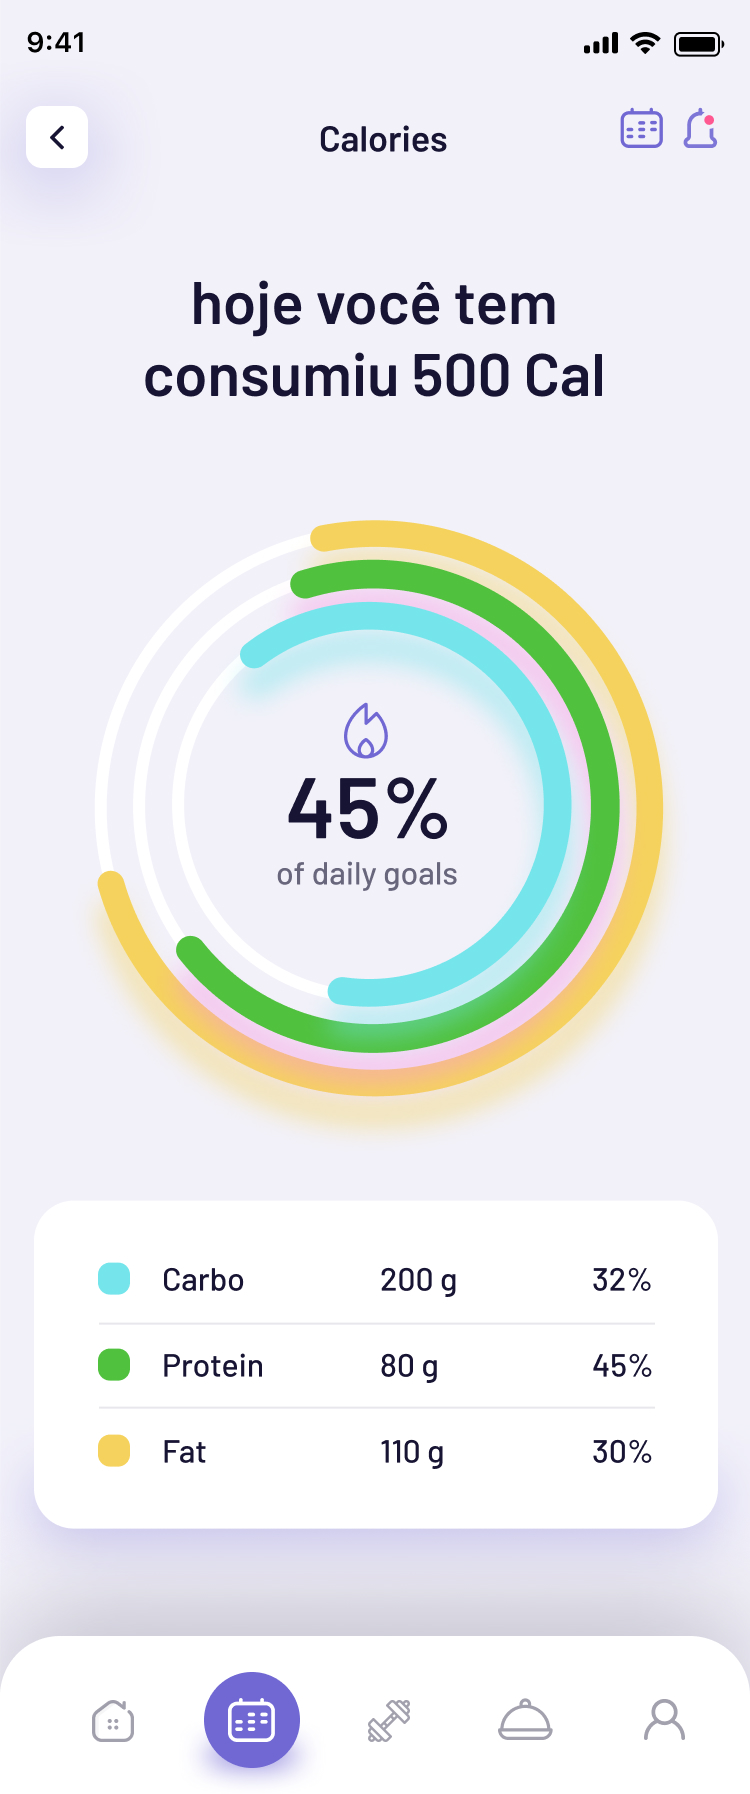 9:41
Calories
hoje você tem
consumiu 500 Cal
45%
of daily goals
Carbo 200 g 32%
Protein 80 g 45%
Fat 110 g 30%